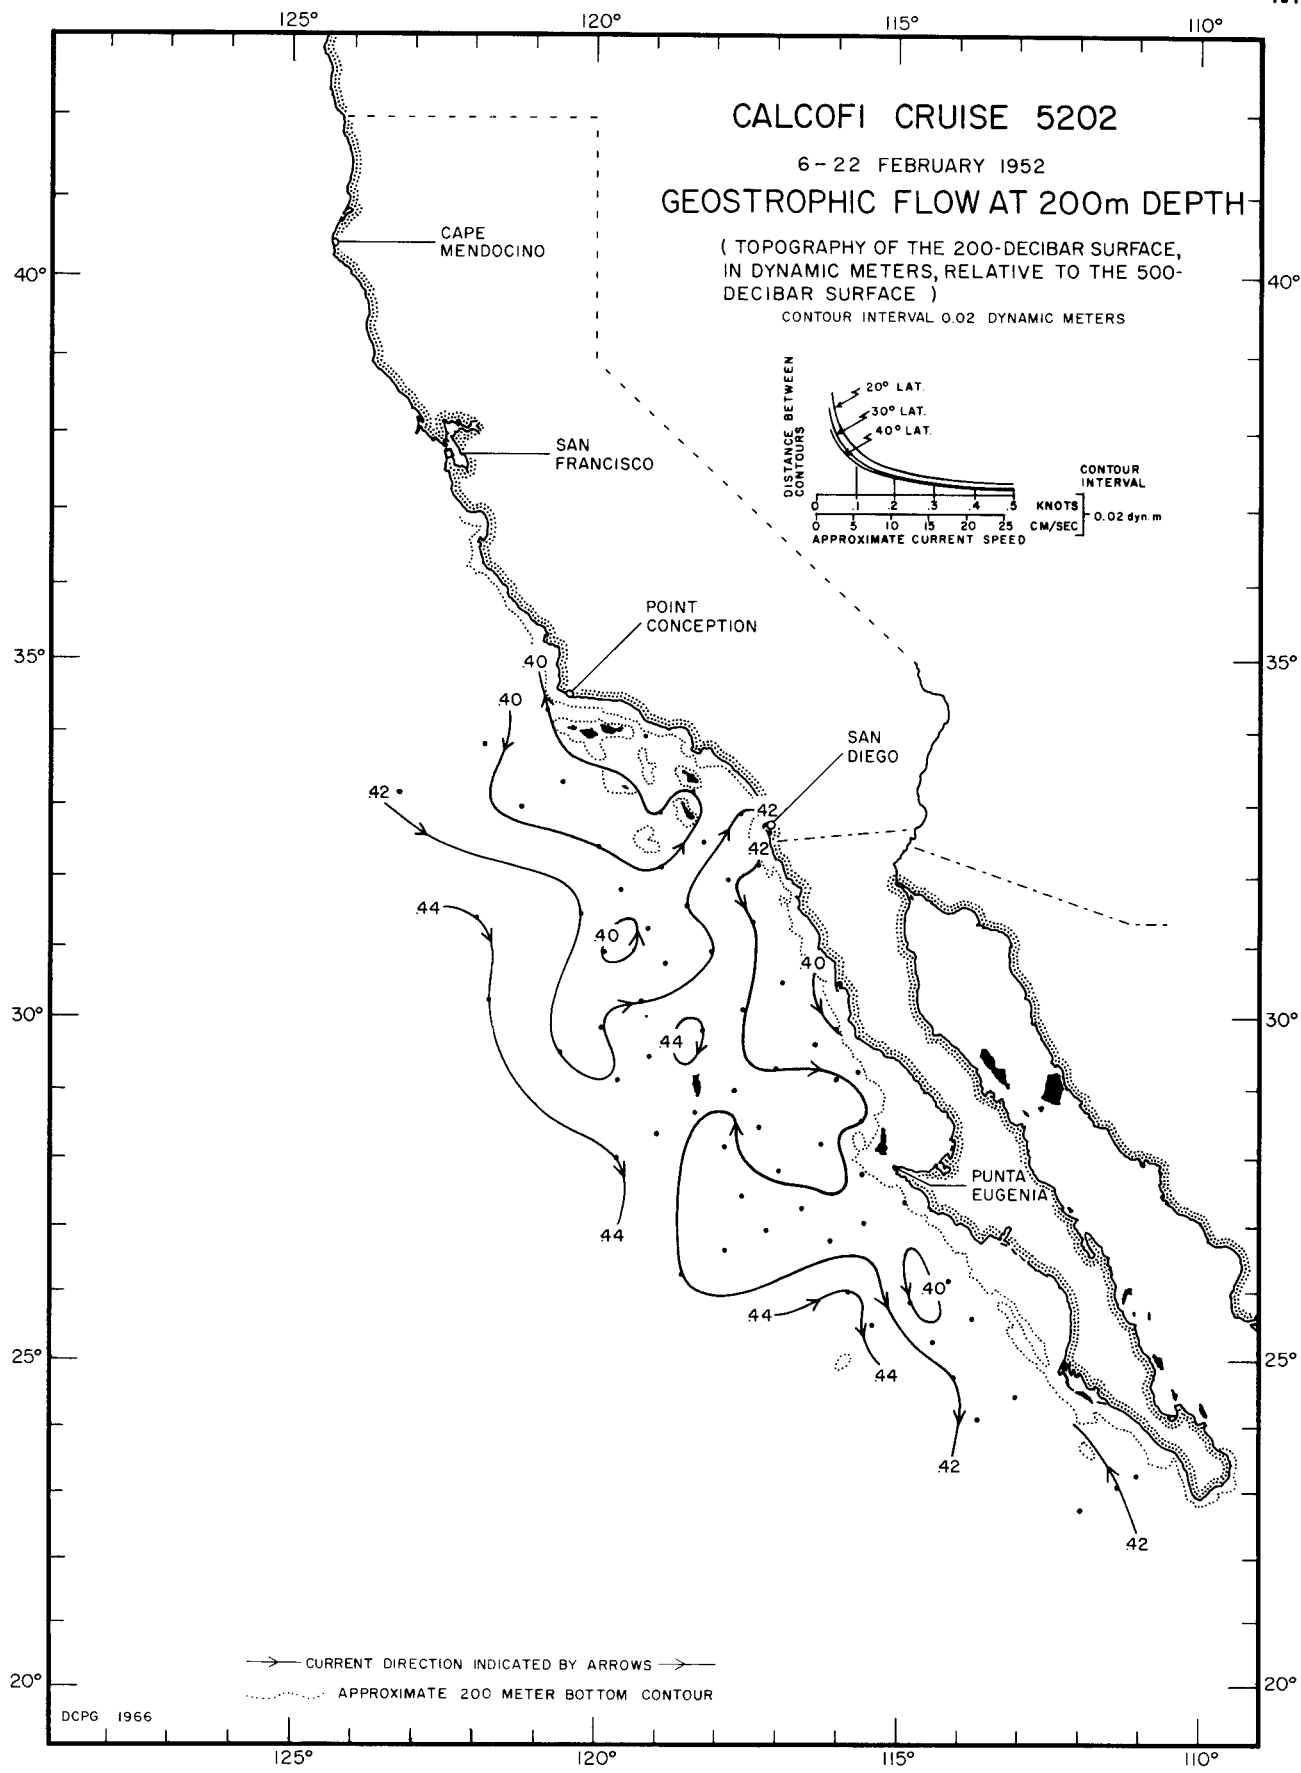 125°
120°
115°
110°
CALCOFI CRUISE 5202
6-22 FEBRUARY 1952
GEOSTROPHIC FLOW AT 200m DEPTH
( TOPOGRAPHY OF THE 200-DECIBAR SURFACE,
IN DYNAMIC METERS, RELATIVE TO THE 500-
DECIBAR SURFACE )
CONTOUR INTERVAL 0.02 DYNAMIC METERS
CAPE
MENDOCINO
40°
40°
DISTANCE BETWEEN
CONTOURS
20° LAT.
30° LAT.
40° LAT.
CONTOUR
INTERVAL
0 .1 .2 .3 .4 .5 KNOTS
0 5 10 15 20 25 CM/SEC
0.02 dyn. m
APPROXIMATE CURRENT SPEED
SAN
FRANCISCO
POINT
CONCEPTION
35°
35°
.40
.40
SAN
DIEGO
.42
.42
.42
.44
.40
.40
30°
30°
.44
PUNTA
EUGENIA
.44
.40
.44
25°
25°
.44
.42
.42
20°
20°
CURRENT DIRECTION INDICATED BY ARROWS
APPROXIMATE 200 METER BOTTOM CONTOUR
DCPG 1966
125°
120°
115°
110°